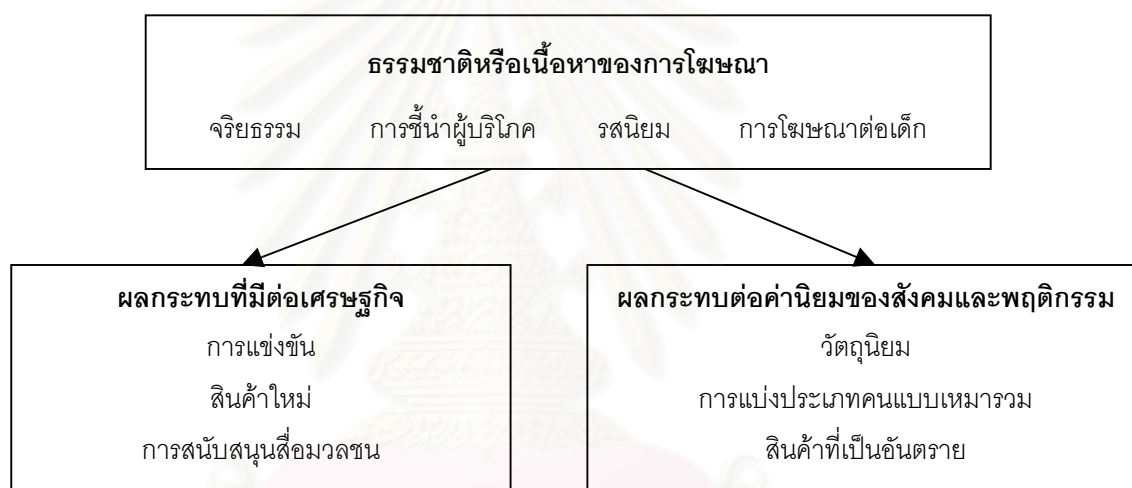 ธรรมชาติหรือเนื้อหาของการโฆษณา
จริยธรรม การชี้นำผู้บริโภค รสนิยม การโฆษณาต่อเด็ก
ผลกระทบที่มีต่อเศรษฐกิจ
การแข่งขัน
สินค้าใหม่
การสนับสนุนสื่อมวลชน
ผลกระทบต่อค่านิยมของสังคมและพฤติกรรม
วัตถุนิยม
การแบ่งประเภทคนแบบเหมารวม
สินค้าที่เป็นอันตราย